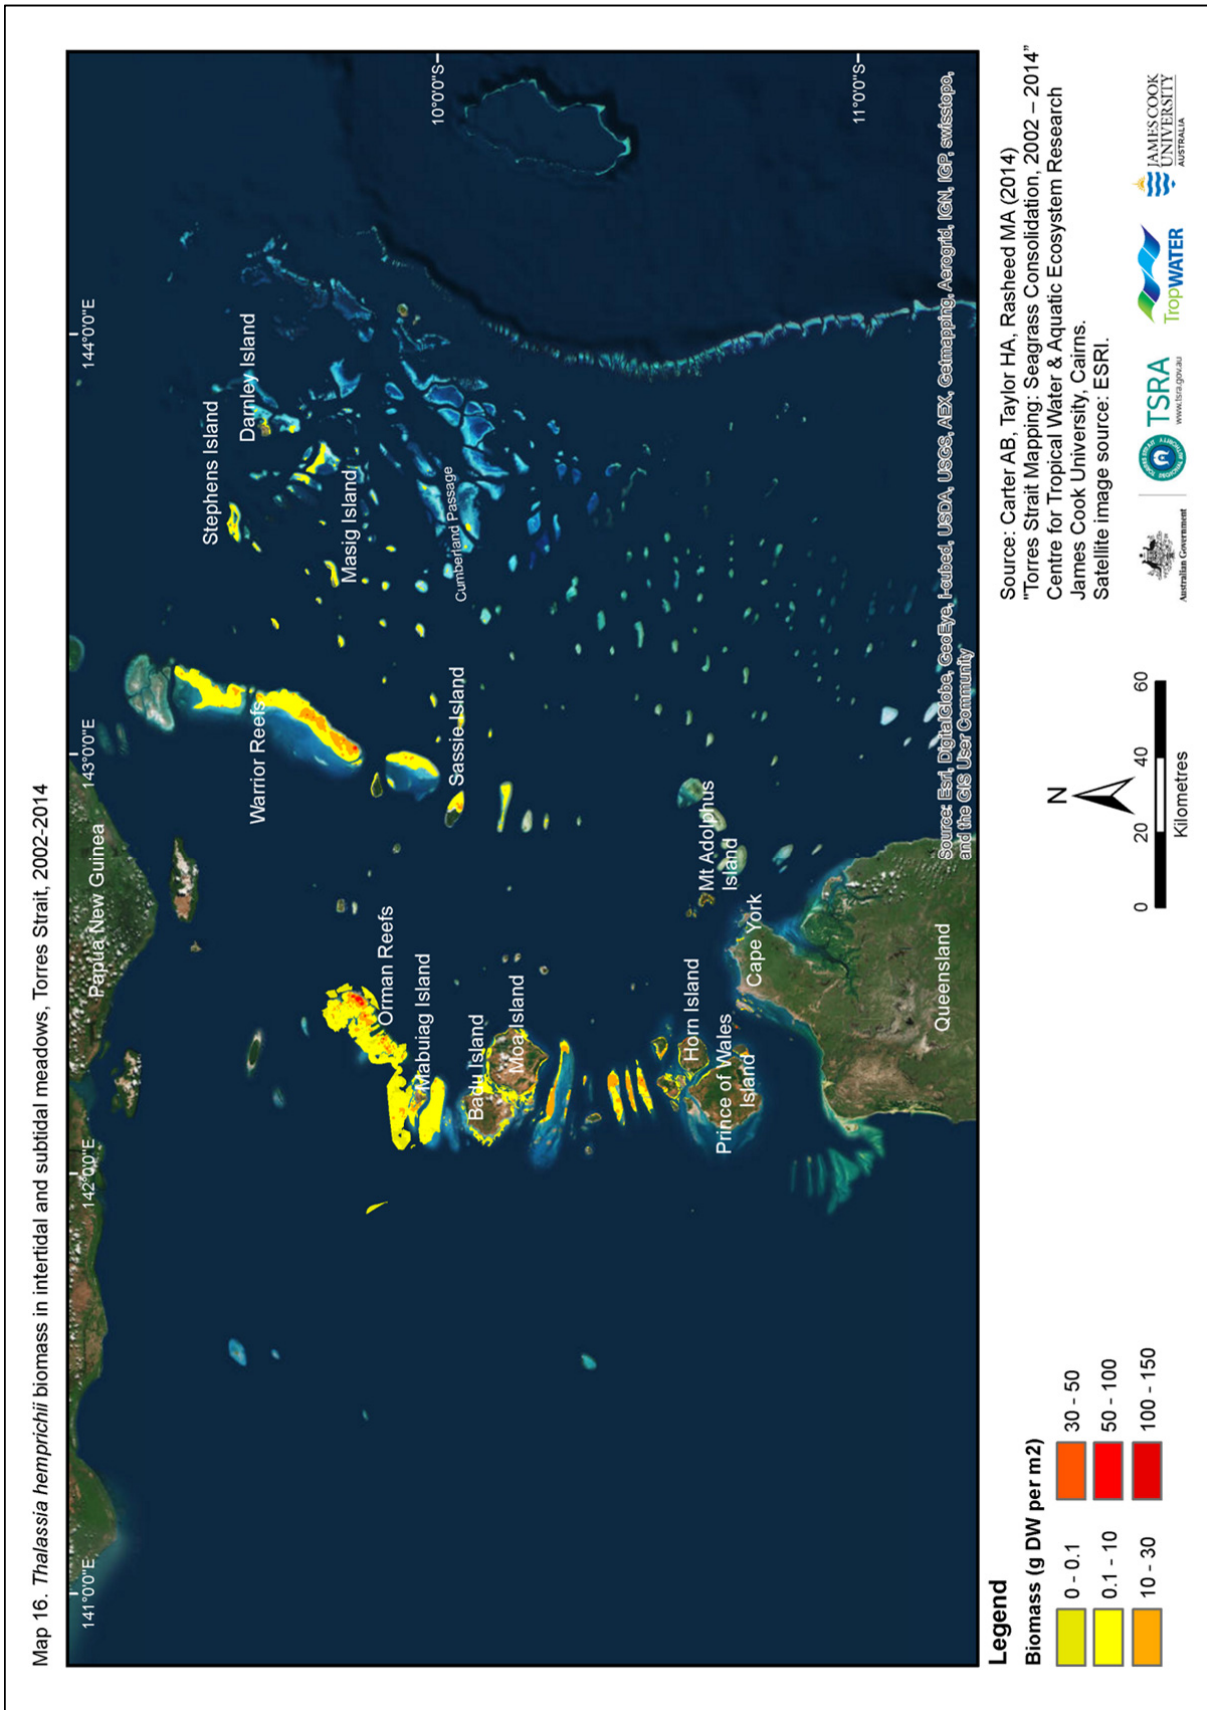 Map 16. Thalassia hemprichii biomass in intertidal and subtidal meadows, Torres Strait, 2002-2014
141°0'0"E
142°0'0"E
143°0'0"E
144°0'0"E
10°0'0"S
11°0'0"S
Papua New Guinea
Stephens Island
Darnley Island
Warrior Reefs
Masig Island
Orman Reefs
Mabuiag Island
Cumberland Passage
Sassie Island
Badu Island
Moa Island
Horn Island
Prince of Wales
Island
Mt Adolphus
Island
Cape York
Queensland
Source: Esri, DigitalGlobe, GeoEye, i-cubed, USDA, USGS, AEX, Getmapping, Aerogrid, IGN, IGP, swisstopo,
and the GIS User Community
Legend
Biomass (g DW per m2)
0 - 0.1
0.1 - 10
10 - 30
30 - 50
50 - 100
100 - 150
N
0 20 40 60
Kilometres
Source: Carter AB, Taylor HA, Rasheed MA (2014)
"Torres Strait Mapping: Seagrass Consolidation, 2002 – 2014"
Centre for Tropical Water & Aquatic Ecosystem Research
James Cook University, Cairns.
Satellite image source: ESRI.
Australian Government
TSRA
www.tsra.gov.au
TropWATER
JAMES COOK
UNIVERSITY
AUSTRALIA